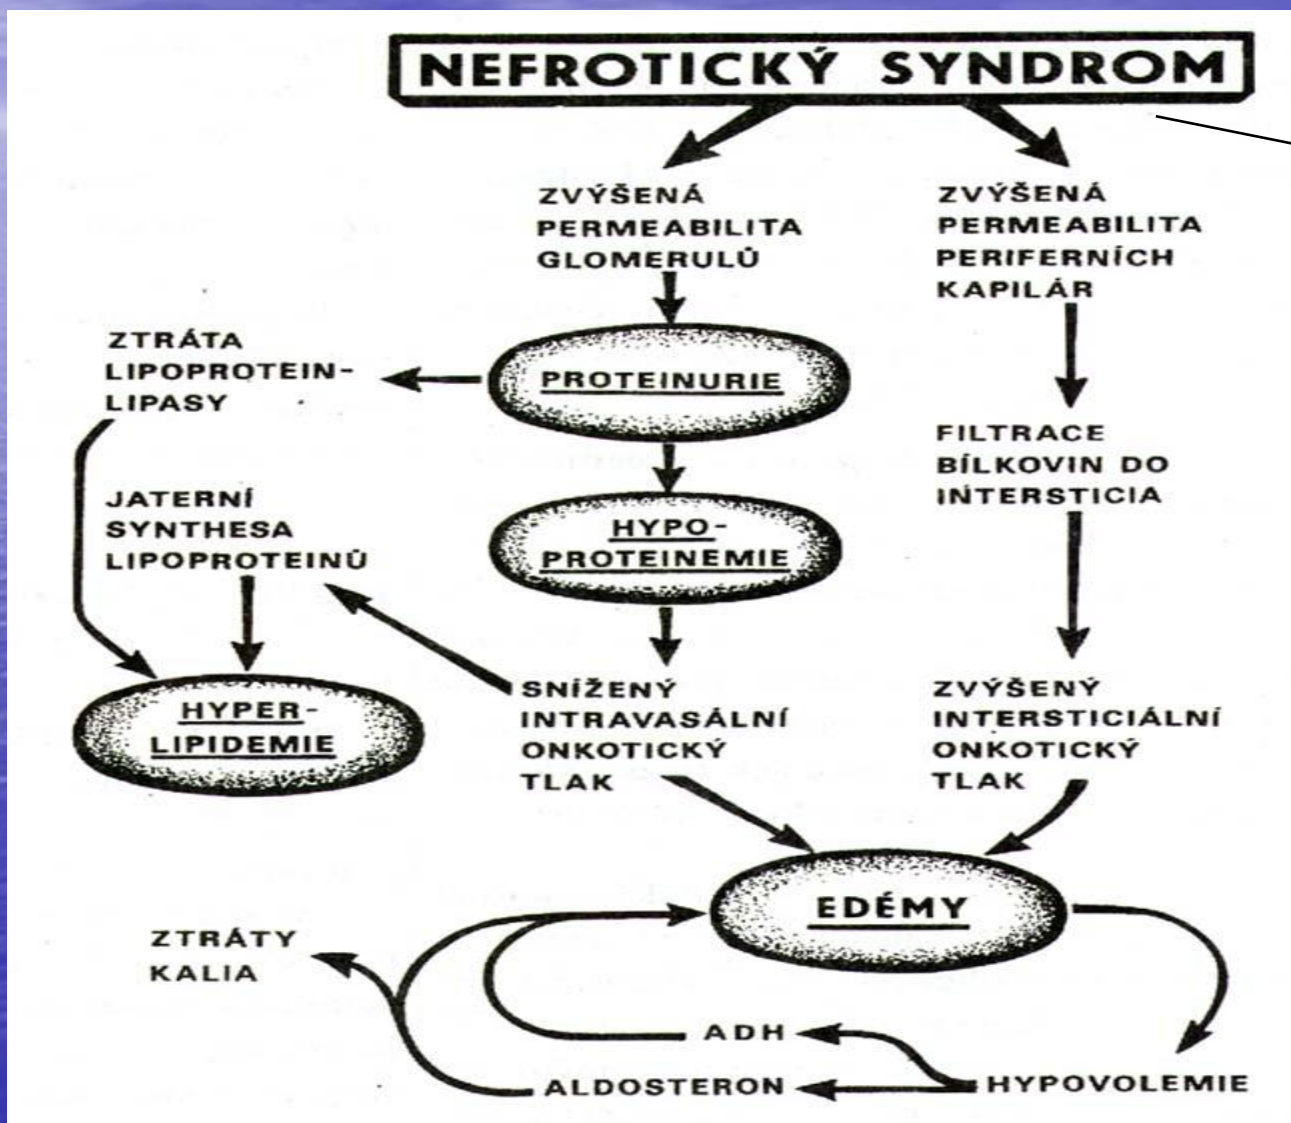 NEFROTICKÝ SYNDROM
ZVÝŠENÁ
PERMEABILITA
GLOMERULŮ
ZVÝŠENÁ
PERMEABILITA
PERIFERNÍCH
KAPILÁR
ZTRÁTA
LIPOPROTEIN-
LIPASY
PROTEINURIE
FILTRACE
BÍLKOVIN DO
INTERSTICIA
JATERNÍ
SYNTHESA
LIPOPROTEINŮ
HYPO-
PROTEINEMIE
HYPER-
LIPIDEMIE
SNÍŽENÝ
INTRAVASÁLNÍ
ONKOTICKÝ
TLAK
ZVÝŠENÝ
INTERSTICIÁLNÍ
ONKOTICKÝ
TLAK
EDÉMY
ZTRÁTY
KALIA
ADH
ALDOSTERON
HYPOVOLEMIE